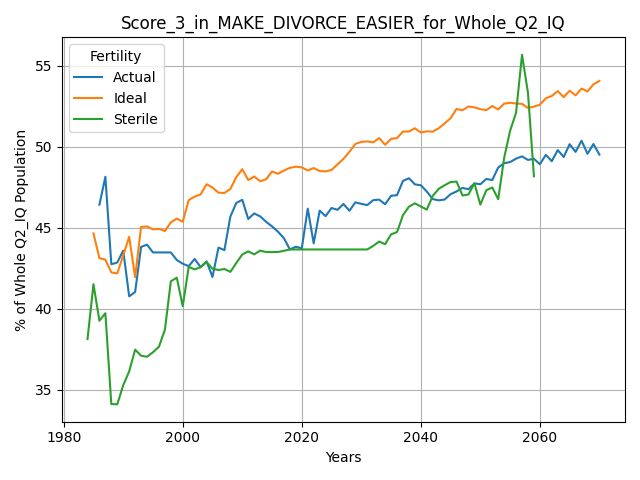 Score_3_in_MAKE_DIVORCE_EASIER_for_Whole_Q2_IQ
Fertility
Actual
Ideal
Sterile
% of Whole Q2_IQ Population
55
50
45
40
35
1980
2000
2020
2040
2060
Years